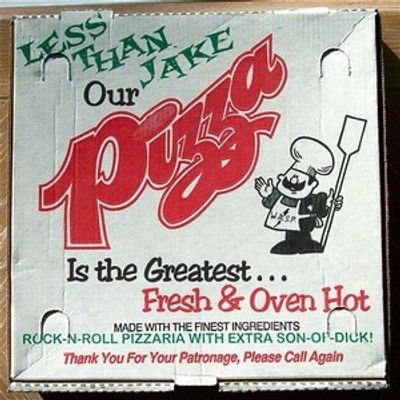 LESS
THAN
JAKE
Our
Pizza
W.A.S.P.
Is the Greatest...
Fresh & Oven Hot
MADE WITH THE FINEST INGREDIENTS
ROCK-N-ROLL PIZZARIA WITH EXTRA SON-OF-DICK!
Thank You For Your Patronage, Please Call Again